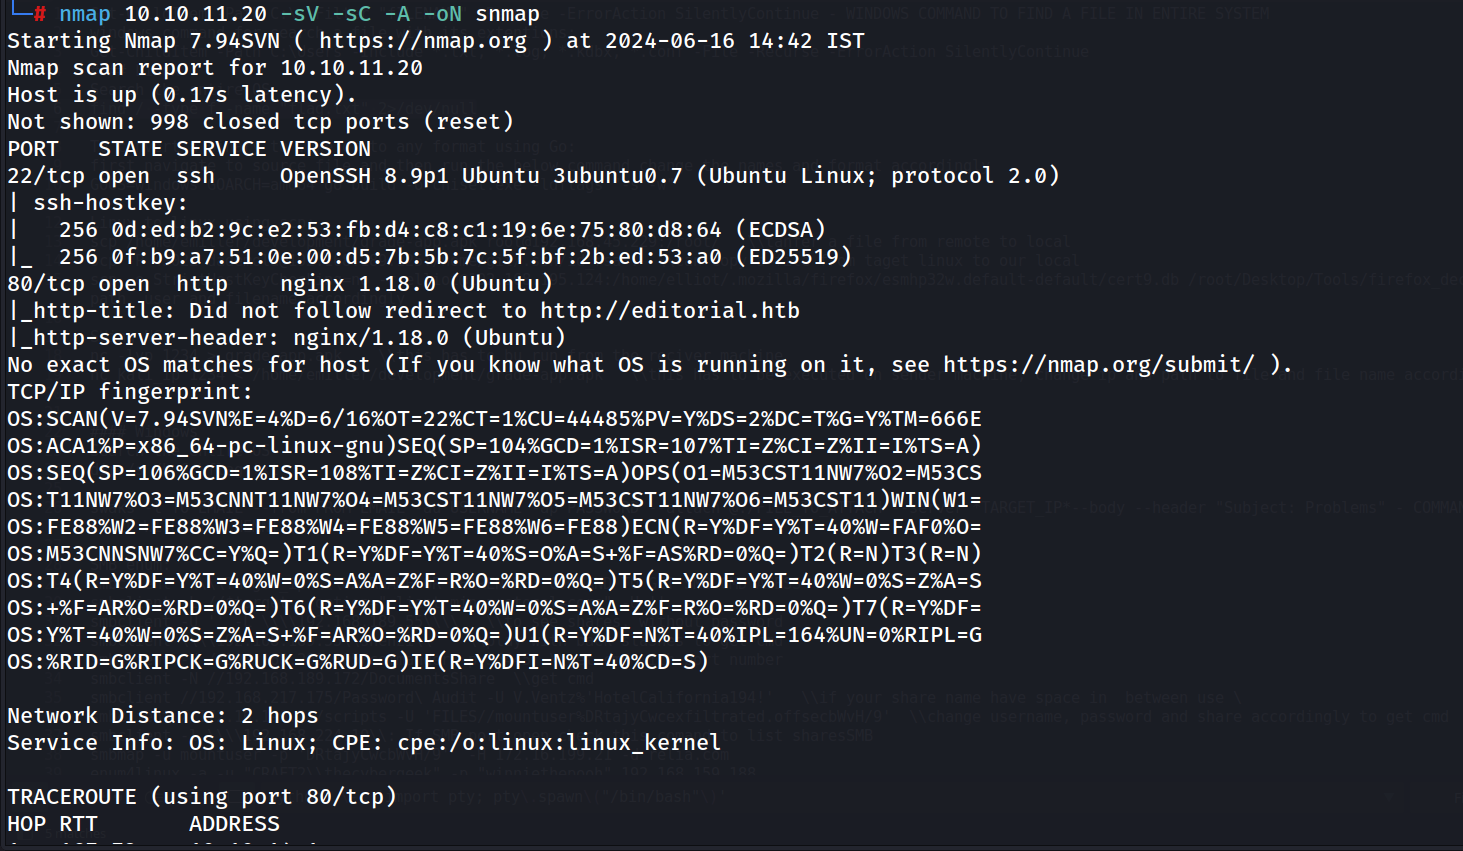 └─# nmap 10.10.11.20 -sV -sC -A -oN snmap
Starting Nmap 7.94SVN ( https://nmap.org ) at 2024-06-16 14:42 IST
Nmap scan report for 10.10.11.20
Host is up (0.17s latency).
Not shown: 998 closed tcp ports (reset)
PORT   STATE SERVICE VERSION
22/tcp open  ssh     OpenSSH 8.9p1 Ubuntu 3ubuntu0.7 (Ubuntu Linux; protocol 2.0)
| ssh-hostkey:
|   256 0d:ed:b2:9c:e2:53:fb:d4:c8:c1:19:6e:75:80:d8:64 (ECDSA)
|_  256 0f:b9:a7:51:0e:00:d5:7b:5b:7c:5f:bf:2b:ed:53:a0 (ED25519)
80/tcp open  http    nginx 1.18.0 (Ubuntu)
|_http-title: Did not follow redirect to http://editorial.htb
|_http-server-header: nginx/1.18.0 (Ubuntu)
No exact OS matches for host (If you know what OS is running on it, see https://nmap.org/submit/ ).
TCP/IP fingerprint:
OS:SCAN(V=7.94SVN%E=4%D=6/16%OT=22%CT=1%CU=44485%PV=Y%DS=2%DC=T%G=Y%TM=666E
OS:ACA1%P=x86_64-pc-linux-gnu)SEQ(SP=104%GCD=1%ISR=107%TI=Z%CI=Z%II=I%TS=A)
OS:SEQ(SP=106%GCD=1%ISR=108%TI=Z%CI=Z%II=I%TS=A)OPS(O1=M53CST11NW7%O2=M53CS
OS:T11NW7%O3=M53CNNT11NW7%O4=M53CST11NW7%O5=M53CST11NW7%O6=M53CST11)WIN(W1=
OS:FE88%W2=FE88%W3=FE88%W4=FE88%W5=FE88%W6=FE88)ECN(R=Y%DF=Y%T=40%W=FAF0%O=
OS:M53CNNSNW7%CC=Y%Q=)T1(R=Y%DF=Y%T=40%S=O%A=S+%F=AS%RD=0%Q=)T2(R=N)T3(R=N)
OS:T4(R=Y%DF=Y%T=40%W=0%S=A%A=Z%F=R%O=%RD=0%Q=)T5(R=Y%DF=Y%T=40%W=0%S=Z%A=S
OS:+%F=AR%O=%RD=0%Q=)T6(R=Y%DF=Y%T=40%W=0%S=A%A=Z%F=R%O=%RD=0%Q=)T7(R=Y%DF=
OS:Y%T=40%W=0%S=Z%A=S+%F=AR%O=%RD=0%Q=)U1(R=Y%DF=N%T=40%IPL=164%UN=0%RIPL=G
OS:%RID=G%RIPCK=G%RUCK=G%RUD=G)IE(R=Y%DFI=N%T=40%CD=S)
Network Distance: 2 hops
Service Info: OS: Linux; CPE: cpe:/o:linux:linux_kernel
TRACEROUTE (using port 80/tcp)
HOP RTT       ADDRESS